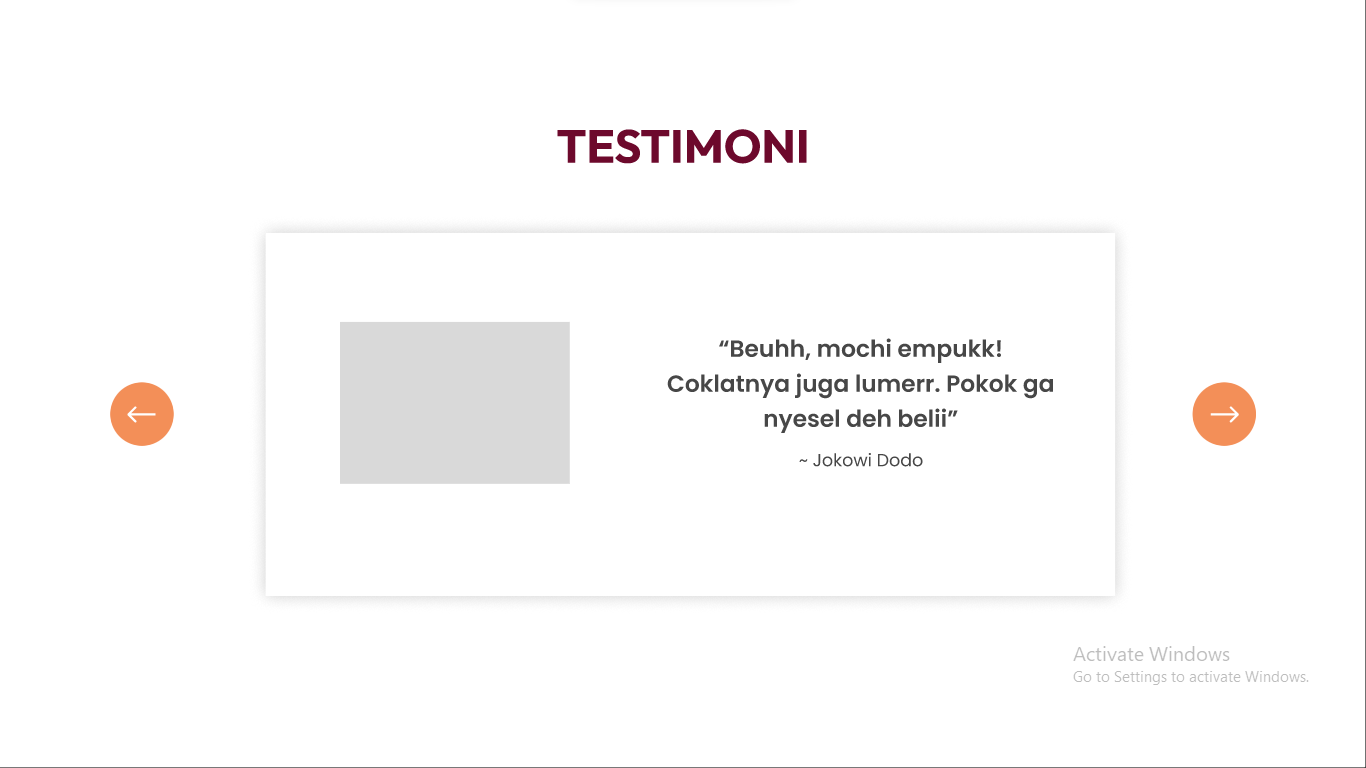 TESTIMONI
“Beuhh, mochi empukk!
Coklatnya juga lumerr. Pokok ga
nyesel deh belii”
~ Jokowi Dodo
Activate Windows
Go to Settings to activate Windows.